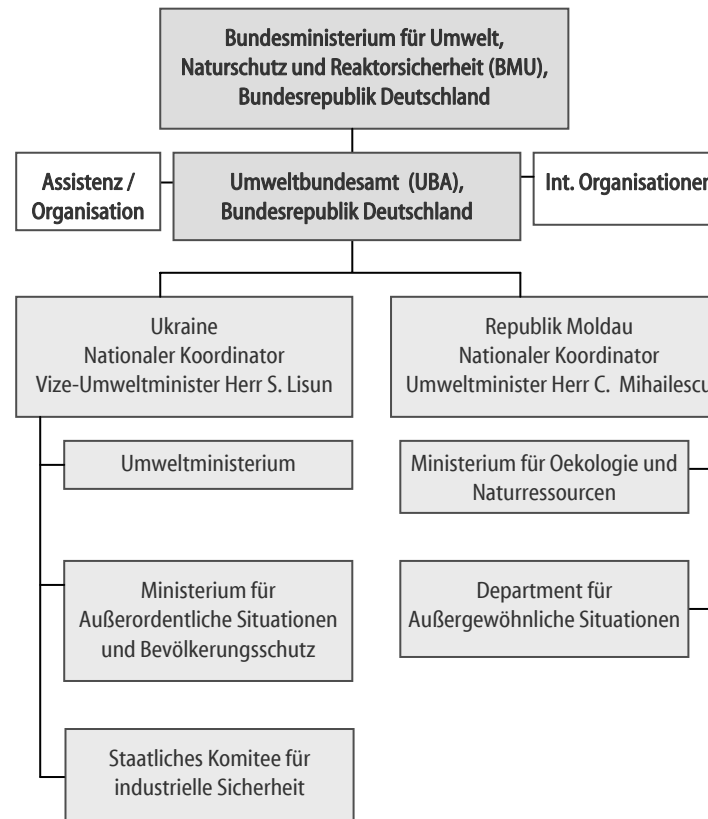 Bundesministerium für Umwelt,
Naturschutz und Reaktorsicherheit (BMU),
Bundesrepublik Deutschland
Assistenz /
Organisation
Umweltbundesamt (UBA),
Bundesrepublik Deutschland
Int. Organisationen
Ukraine
Nationaler Koordinator
Vize-Umweltminister Herr S. Lisun
Republik Moldau
Nationaler Koordinator
Umweltminister Herr C. Mihailescu
Umweltministerium
Ministerium für Oekologie und
Naturressourcen
Ministerium für
Außerordentliche Situationen
und Bevölkerungsschutz
Department für
Außergewöhnliche Situationen
Staatliches Komitee für
industrielle Sicherheit